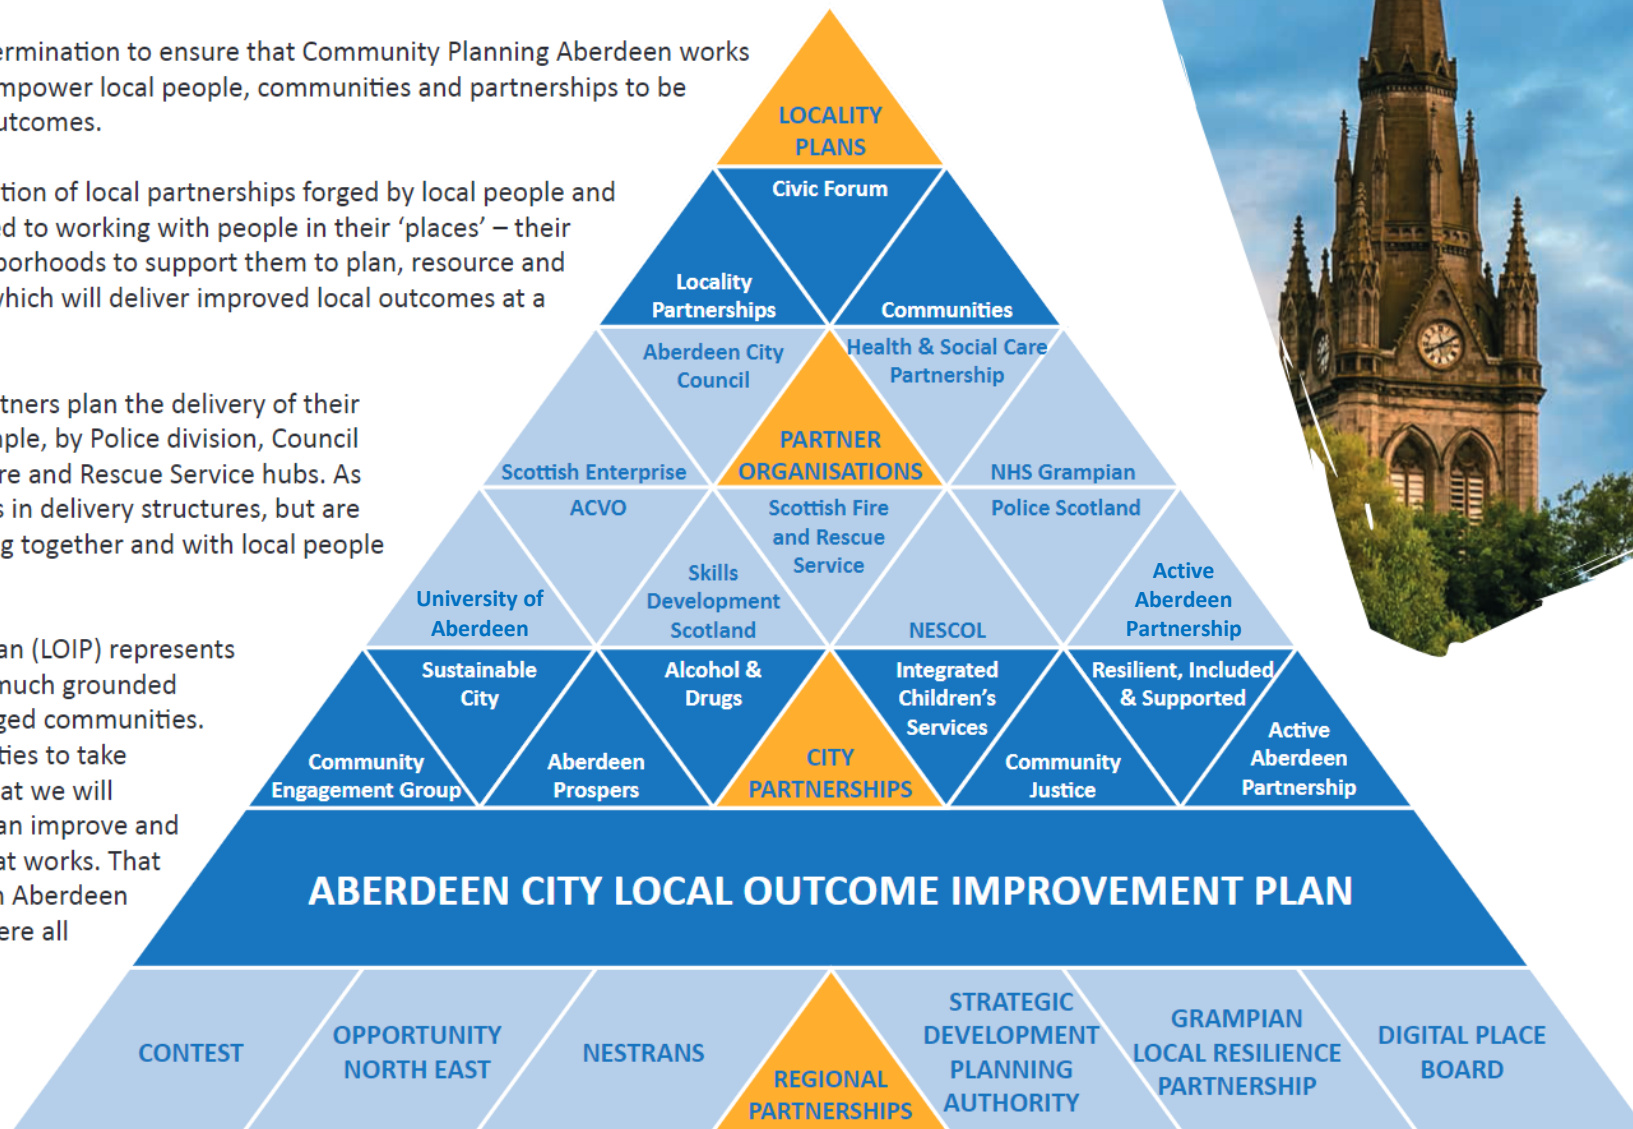 ermination to ensure that Community Planning Aberdeen works
mpower local people, communities and partnerships to be
utcomes.
tion of local partnerships forged by local people and
ed to working with people in their ‘places’ – their
borhoods to support them to plan, resource and
which will deliver improved local outcomes at a
tners plan the delivery of their
ple, by Police division, Council
re and Rescue Service hubs. As
s in delivery structures, but are
g together and with local people
an (LOIP) represents
much grounded
ged communities.
ties to take
at we will
an improve and
at works. That
n Aberdeen
ere all
LOCALITY
PLANS
Civic Forum
Locality
Partnerships
Communities
Aberdeen City
Council
Health & Social Care
Partnership
Scottish Enterprise
PARTNER
ORGANISATIONS
NHS Grampian
ACVO
Scottish Fire
and Rescue
Service
Police Scotland
University of
Aberdeen
Skills
Development
Scotland
NESCOL
Active
Aberdeen
Partnership
Sustainable
City
Alcohol &
Drugs
Integrated
Children’s
Services
Resilient, Included
& Supported
Community
Engagement Group
Aberdeen
Prospers
CITY
PARTNERSHIPS
Community
Justice
Active
Aberdeen
Partnership
ABERDEEN CITY LOCAL OUTCOME IMPROVEMENT PLAN
CONTEST
OPPORTUNITY
NORTH EAST
NESTRANS
REGIONAL
PARTNERSHIPS
STRATEGIC
DEVELOPMENT
PLANNING
AUTHORITY
GRAMPIAN
LOCAL RESILIENCE
PARTNERSHIP
DIGITAL PLACE
BOARD